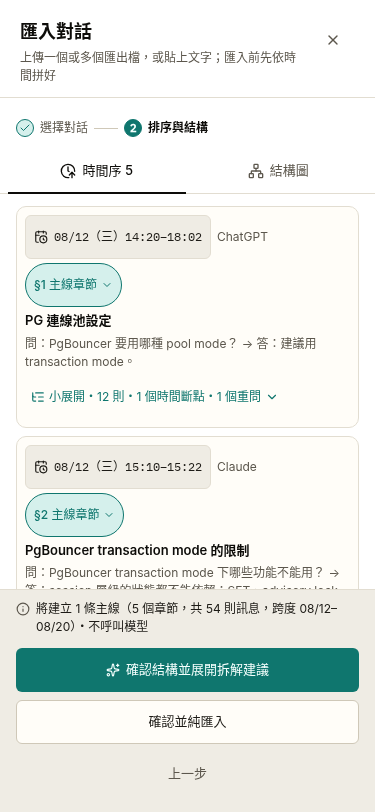 匯入對話
上傳一個或多個匯出檔，或貼上文字；匯入前先依時
間拼好
選擇對話
2 排序與結構
時間序 5
結構圖
08/12（三）14:20–18:02 ChatGPT
§1 主線章節
PG 連線池設定
問：PgBouncer 要用哪種 pool mode？ → 答：建議用
transaction mode。
小展開・12 則・1 個時間斷點・1 個重問
08/12（三）15:10–15:22 Claude
§2 主線章節
PgBouncer transaction mode 的限制
問：PgBouncer transaction mode 下哪些功能不能用？ →
將建立 1 條主線（5 個章節，共 54 則訊息，跨度 08/12–
08/20）・不呼叫模型
確認結構並展開拆解建議
確認並純匯入
上一步